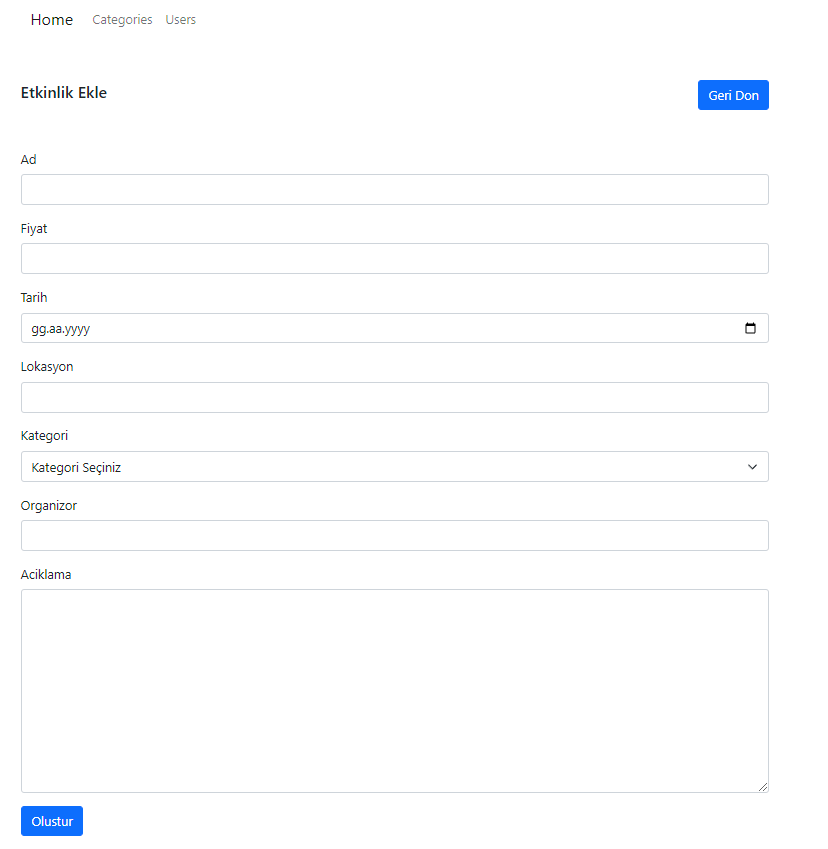 Home Categories Users
Etkinlik Ekle Geri Don
Ad
Fiyat
Tarih
gg.aa.yyyy
Lokasyon
Kategori
Kategori Seçiniz
Organizor
Aciklama
Olustur